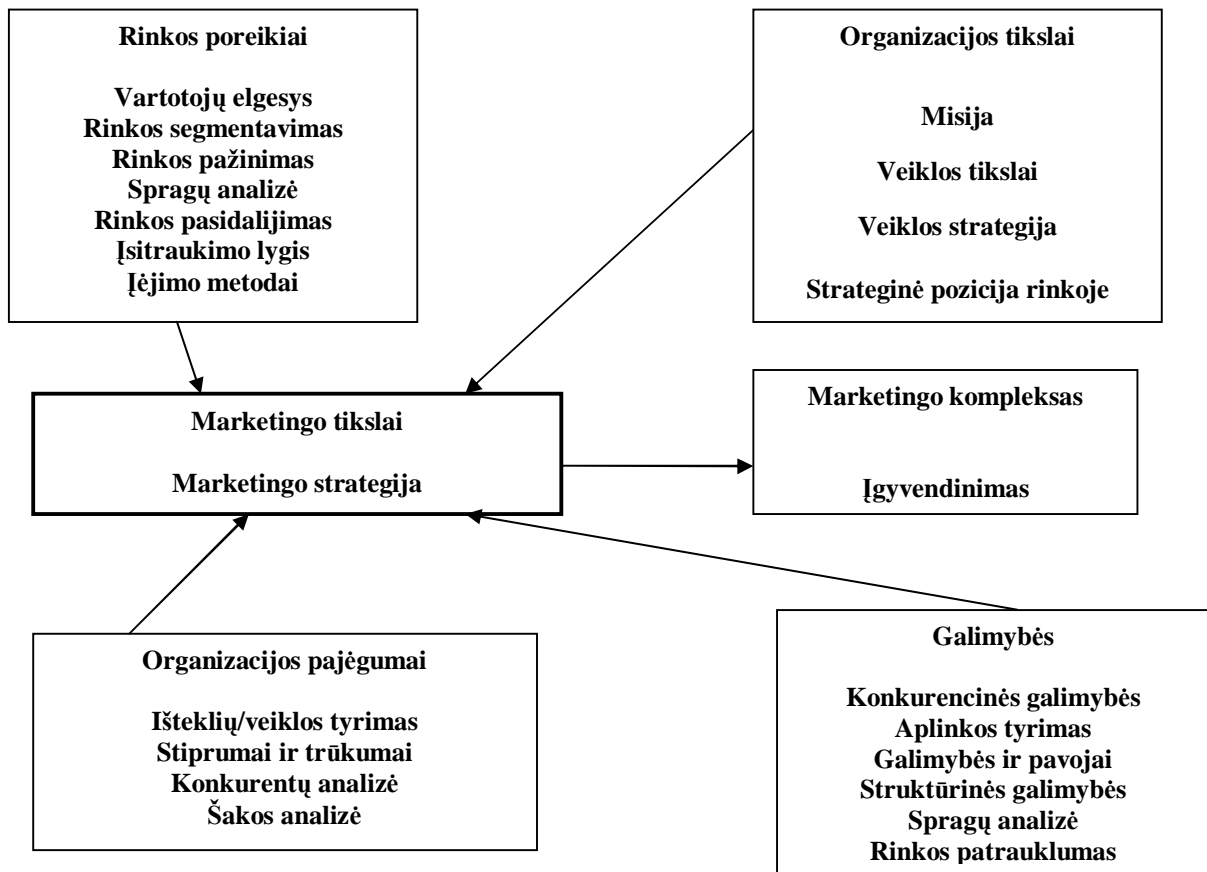 Rinkos poreikiai
Vartotojų elgesys
Rinkos segmentavimas
Rinkos pažinimas
Spragų analizė
Rinkos pasidalijimas
Įsitraukimo lygis
Įėjimo metodai
Organizacijos tikslai
Misija
Veiklos tikslai
Veiklos strategija
Strateginė pozicija rinkoje
Marketingo tikslai
Marketingo strategija
Marketingo kompleksas
Įgyvendinimas
Organizacijos pajėgumai
Išteklių/veiklos tyrimas
Stiprumai ir trūkumai
Konkurentų analizė
Šakos analizė
Galimybės
Konkurencinės galimybės
Aplinkos tyrimas
Galimybės ir pavojai
Struktūrinės galimybės
Spragų analizė
Rinkos patrauklumas